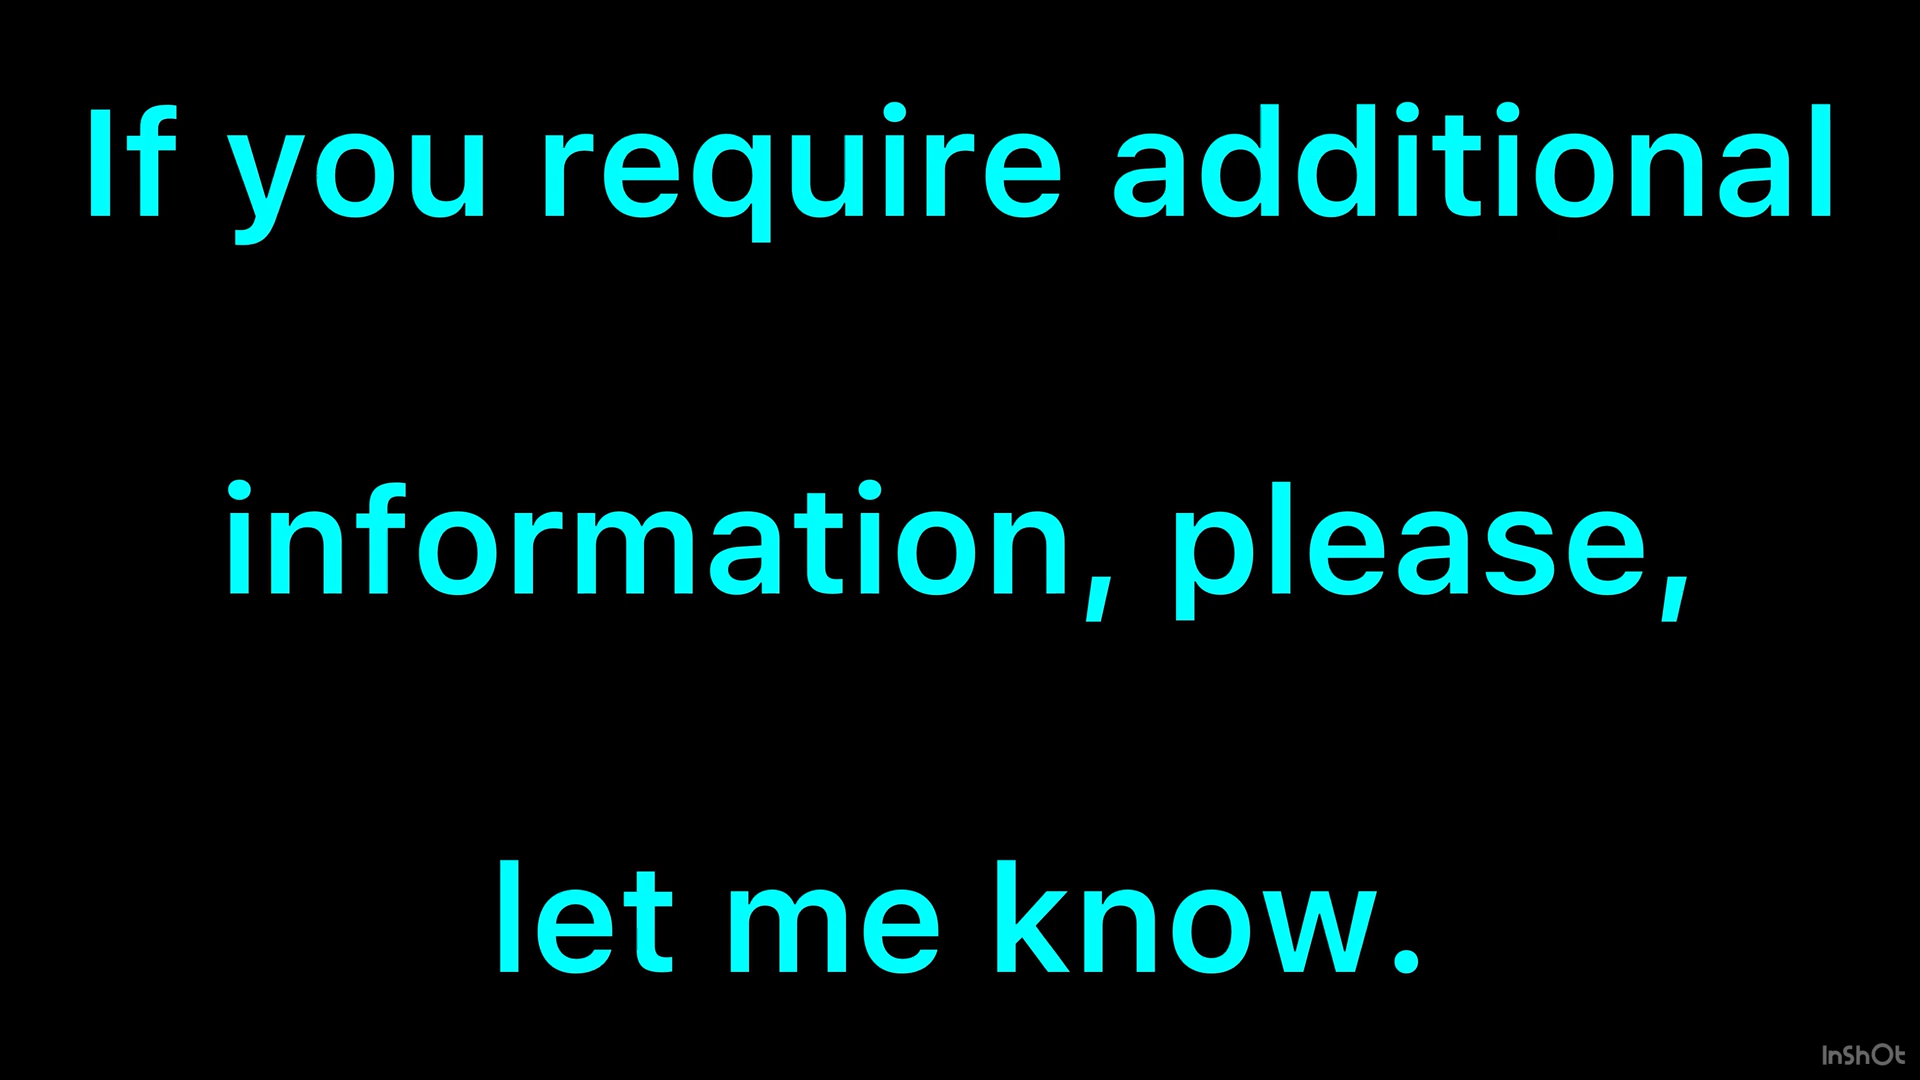 If you require additional
information, please,
let me know.
InShOt